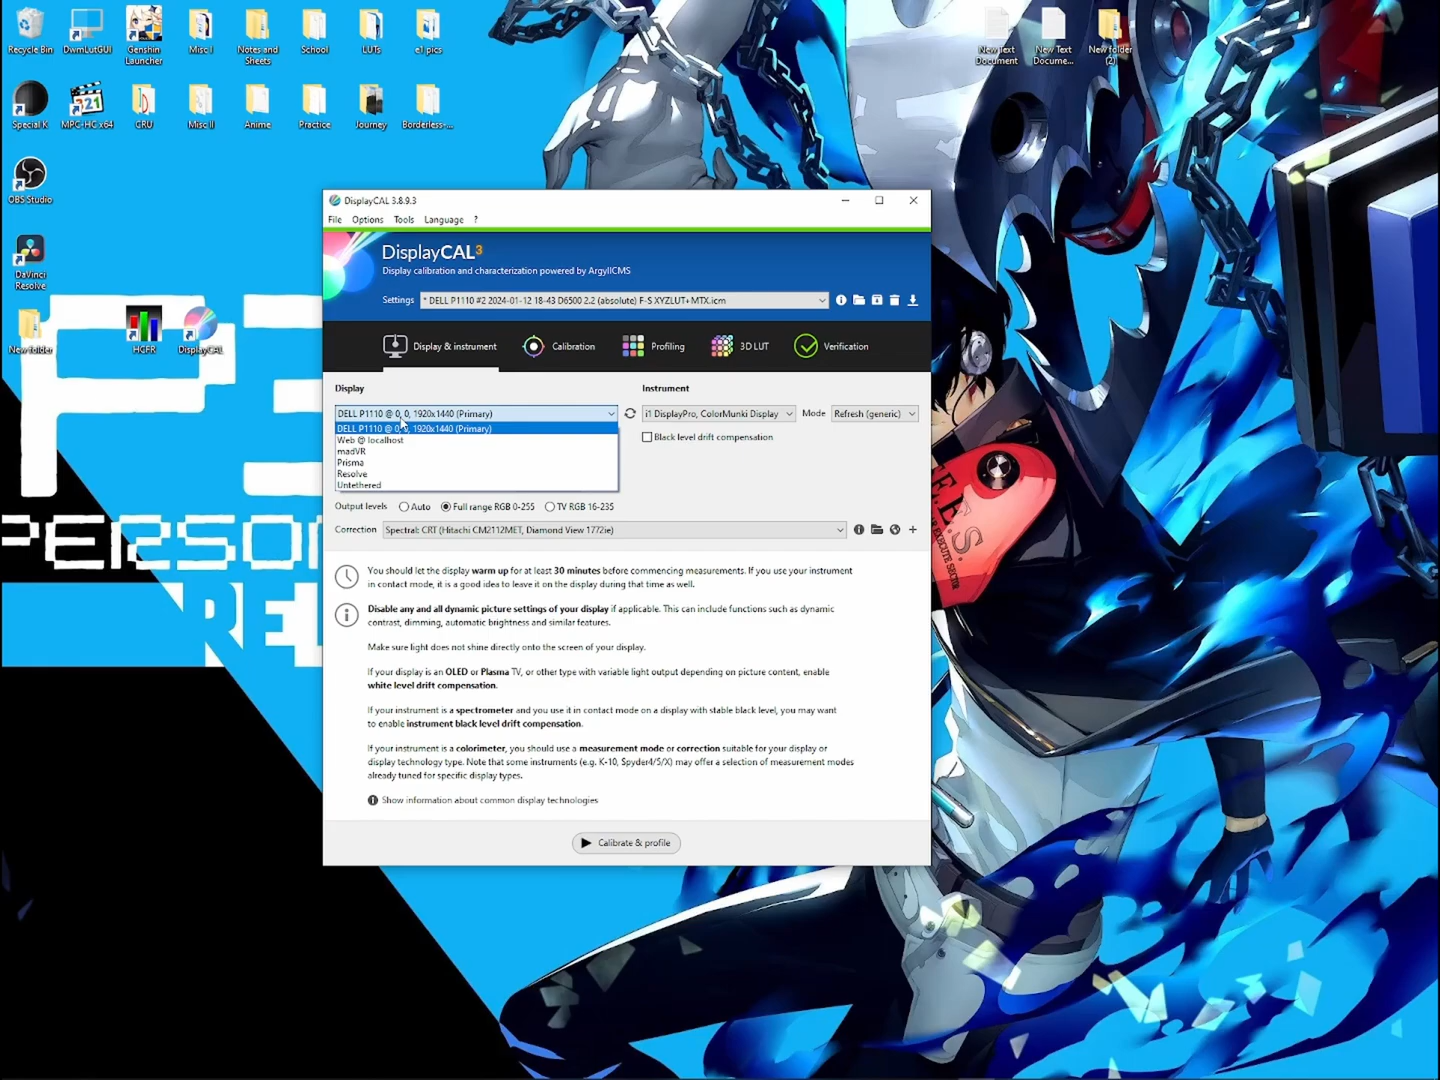 Recycle Bin
DwmLutGUI
Genshin Launcher
Misc I
Notes and Sheets
School
LUTs
e1 pics
New Text Document
New Text Docume...
New folder (2)
Special K
MPC-HC x64
CRU
Misc II
Anime
Practice
Journey
Borderless-...
OBS Studio
DaVinci Resolve
New folder
HCFR
DisplayCAL
DisplayCAL 3.8.9.3
File Options Tools Language ?
DisplayCAL3
Display calibration and characterization powered by ArgyllCMS
Settings * DELL P1110 #2 2024-01-12 18-43 D6500 2.2 (absolute) F-S XYZLUT+MTX.icm
Display & instrument Calibration Profiling 3D LUT Verification
Display Instrument
DELL P1110 @ 0, 0, 1920x1440 (Primary) i1 DisplayPro, ColorMunki Display Mode Refresh (generic)
DELL P1110 @ 0, 0, 1920x1440 (Primary)
Black level drift compensation
Web @ localhost
madVR
Prisma
Resolve
Untethered
Output levels Auto Full range RGB 0-255 TV RGB 16-235
Correction Spectral: CRT (Hitachi CM2112MET, Diamond View 1772ie)
You should let the display warm up for at least 30 minutes before commencing measurements. If you use your instrument
in contact mode, it is a good idea to leave it on the display during that time as well.
Disable any and all dynamic picture settings of your display if applicable. This can include functions such as dynamic
contrast, dimming, automatic brightness and similar features.
Make sure light does not shine directly onto the screen of your display.
If your display is an OLED or Plasma TV, or other type with variable light output depending on picture content, enable
white level drift compensation.
If your instrument is a spectrometer and you use it in contact mode on a display with stable black level, you may want
to enable instrument black level drift compensation.
If your instrument is a colorimeter, you should use a measurement mode or correction suitable for your display or
display technology type. Note that some instruments (e.g. K-10, Spyder4/5/X) may offer a selection of measurement modes
already tuned for specific display types.
Show information about common display technologies
Calibrate & profile
PERSO
REL